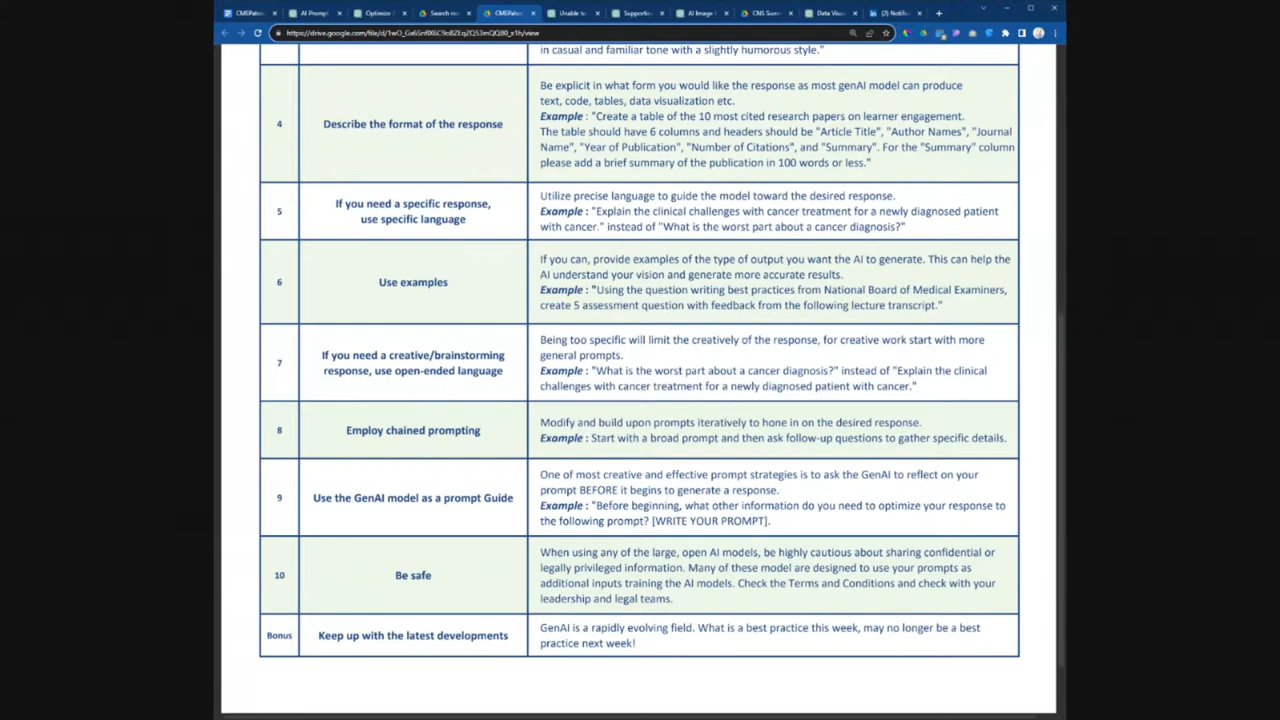 CMEPaloo
AI Prompt
Optimize
Search re
CMEPaloo
Unable to
Supportin
AI Image
CNS Sum
Data Visu
(2) Notific
in casual and familiar tone with a slightly humorous style."
4
Describe the format of the response
Be explicit in what form you would like the response as most genAI model can produce
text, code, tables, data visualization etc.
Example : "Create a table of the 10 most cited research papers on learner engagement.
The table should have 6 columns and headers should be "Article Title", "Author Names", "Journal
Name", "Year of Publication", "Number of Citations", and "Summary". For the "Summary" column
please add a brief summary of the publication in 100 words or less."
5
If you need a specific response,
use specific language
Utilize precise language to guide the model toward the desired response.
Example : "Explain the clinical challenges with cancer treatment for a newly diagnosed patient
with cancer." instead of "What is the worst part about a cancer diagnosis?"
6
Use examples
If you can, provide examples of the type of output you want the AI to generate. This can help the
AI understand your vision and generate more accurate results.
Example : "Using the question writing best practices from National Board of Medical Examiners,
create 5 assessment question with feedback from the following lecture transcript."
7
If you need a creative/brainstorming
response, use open-ended language
Being too specific will limit the creatively of the response, for creative work start with more
general prompts.
Example : "What is the worst part about a cancer diagnosis?" instead of "Explain the clinical
challenges with cancer treatment for a newly diagnosed patient with cancer."
8
Employ chained prompting
Modify and build upon prompts iteratively to hone in on the desired response.
Example : Start with a broad prompt and then ask follow-up questions to gather specific details.
9
Use the GenAI model as a prompt Guide
One of most creative and effective prompt strategies is to ask the GenAI to reflect on your
prompt BEFORE it begins to generate a response.
Example : "Before beginning, what other information do you need to optimize your response to
the following prompt? [WRITE YOUR PROMPT].
10
Be safe
When using any of the large, open AI models, be highly cautious about sharing confidential or
legally privileged information. Many of these model are designed to use your prompts as
additional inputs training the AI models. Check the Terms and Conditions and check with your
leadership and legal teams.
Bonus
Keep up with the latest developments
GenAI is a rapidly evolving field. What is a best practice this week, may no longer be a best
practice next week!